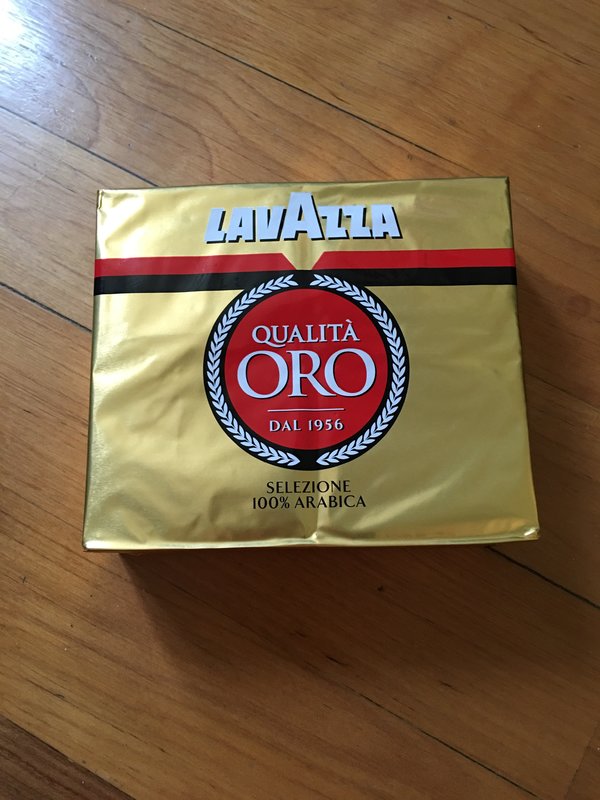 LAVAZZA
QUALITÀ
ORO
DAL 1956
SELEZIONE
100% ARABICA